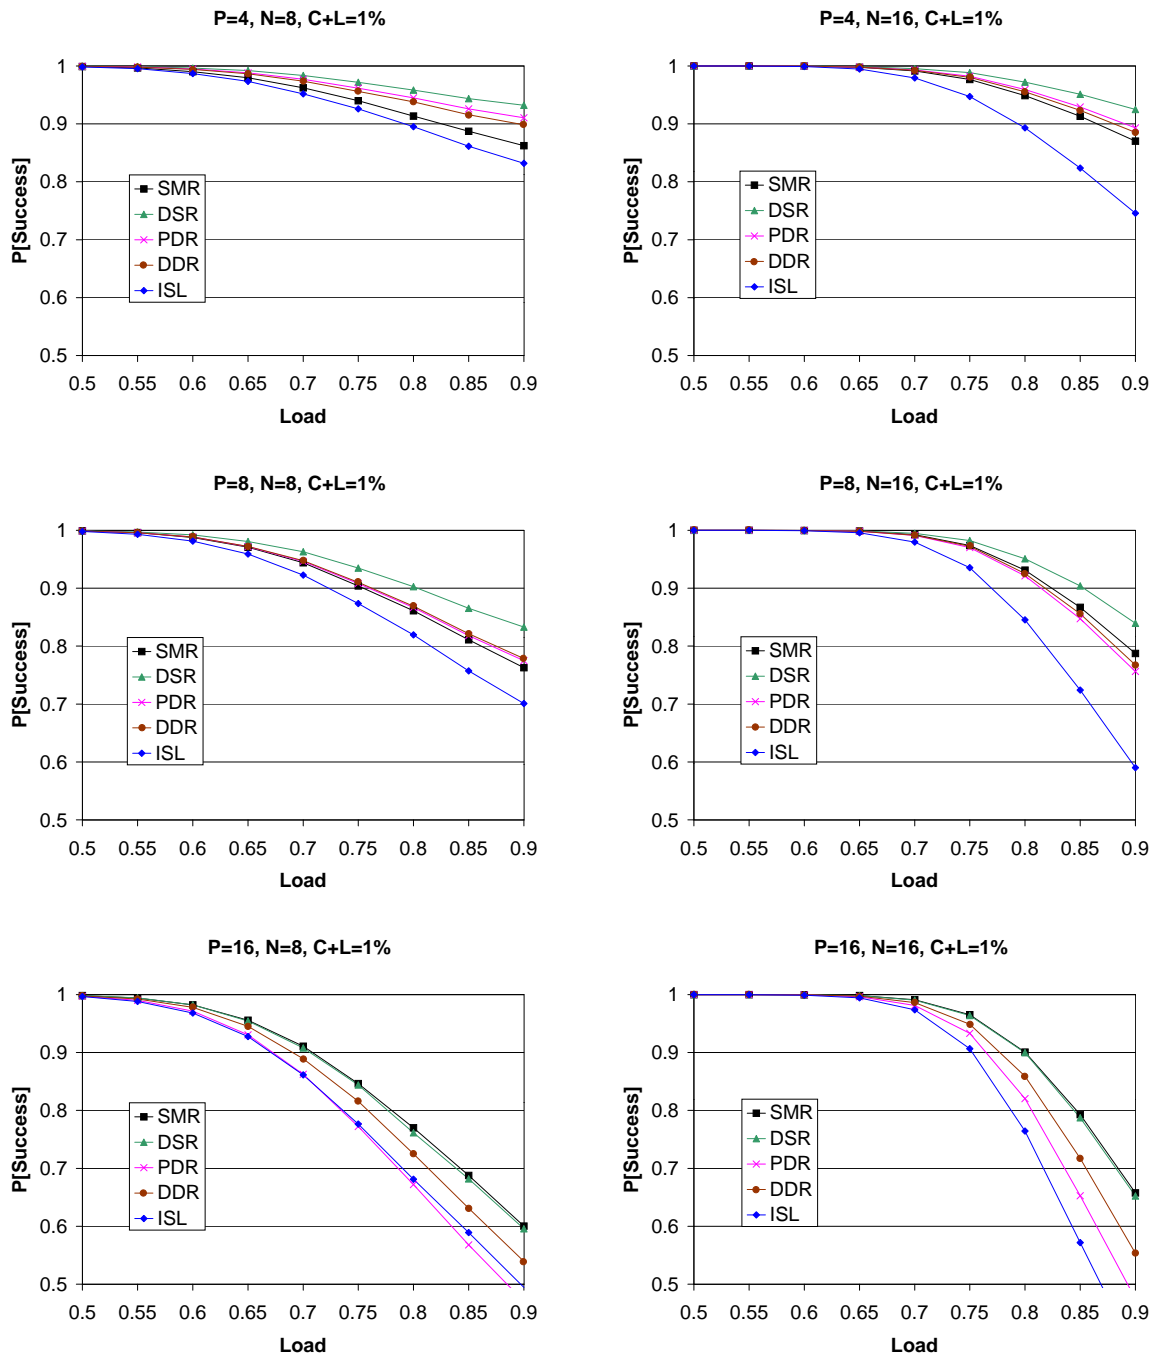 P=4, N=8, C+L=1%
1
0.9
0.8
0.7
0.6
0.5
P[Success]
SMR
DSR
PDR
DDR
ISL
0.5 0.55 0.6 0.65 0.7 0.75 0.8 0.85 0.9
Load
P=4, N=16, C+L=1%
1
0.9
0.8
0.7
0.6
0.5
P[Success]
SMR
DSR
PDR
DDR
ISL
0.5 0.55 0.6 0.65 0.7 0.75 0.8 0.85 0.9
Load
P=8, N=8, C+L=1%
1
0.9
0.8
0.7
0.6
0.5
P[Success]
SMR
DSR
PDR
DDR
ISL
0.5 0.55 0.6 0.65 0.7 0.75 0.8 0.85 0.9
Load
P=8, N=16, C+L=1%
1
0.9
0.8
0.7
0.6
0.5
P[Success]
SMR
DSR
PDR
DDR
ISL
0.5 0.55 0.6 0.65 0.7 0.75 0.8 0.85 0.9
Load
P=16, N=8, C+L=1%
1
0.9
0.8
0.7
0.6
0.5
P[Success]
SMR
DSR
PDR
DDR
ISL
0.5 0.55 0.6 0.65 0.7 0.75 0.8 0.85 0.9
Load
P=16, N=16, C+L=1%
1
0.9
0.8
0.7
0.6
0.5
P[Success]
SMR
DSR
PDR
DDR
ISL
0.5 0.55 0.6 0.65 0.7 0.75 0.8 0.85 0.9
Load